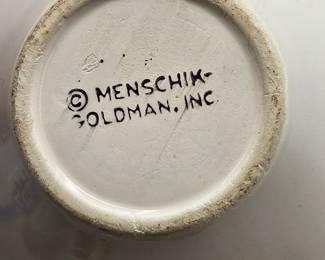 © MENSCHIK-
GOLDMAN, INC